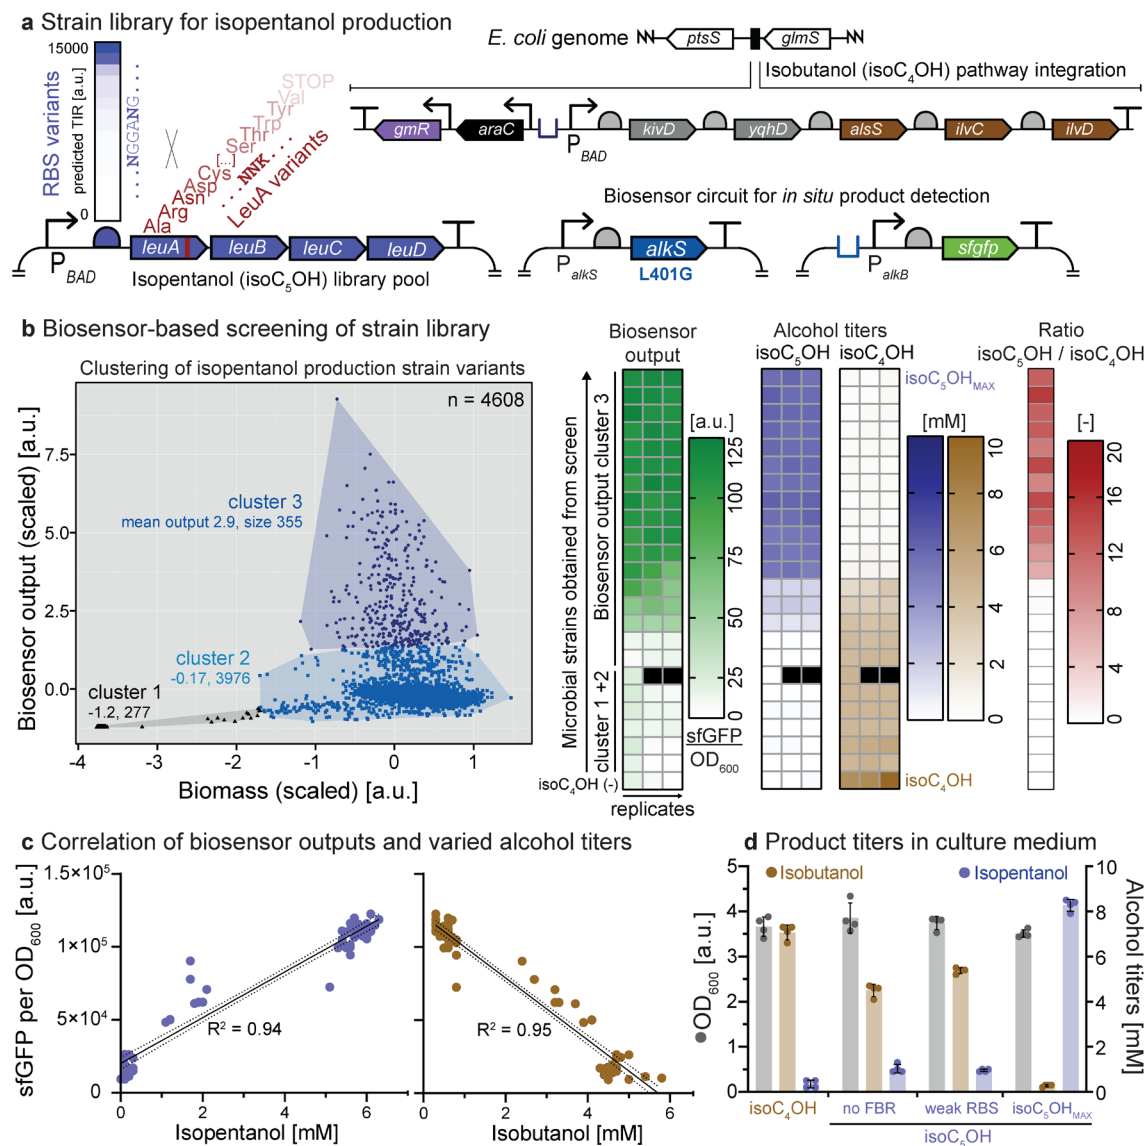 a Strain library for isopentanol production
E. coli genome
ptsS
glmS
Isobutanol (isoC4OH) pathway integration
gmR
araC
PBAD
kivD
yqhD
alsS
ilvC
ilvD
RBS variants
predicted TIR [a.u.]
15000
0
...NGGANG...
STOP
Val
Tyr
Trp
Thr
Ser
[...]
Cys
Asp
Asn
Arg
Ala
...NNK...
LeuA variants
PBAD
leuA
leuB
leuC
leuD
Isopentanol (isoC5OH) library pool
Biosensor circuit for in situ product detection
PalkS
alkS
L401G
PalkB
sfgfp
b Biosensor-based screening of strain library
Clustering of isopentanol production strain variants
n = 4608
Biosensor output (scaled) [a.u.]
7.5
5.0
2.5
0.0
cluster 3
mean output 2.9, size 355
cluster 2
-0.17, 3976
cluster 1
-1.2, 277
-4
-3
-2
-1
0
1
Biomass (scaled) [a.u.]
Biosensor
output
Microbial strains obtained from screen
Biosensor output cluster 3
cluster 1 +2
isoC4OH (-)
replicates
[a.u.]
125
100
75
50
25
0
sfGFP
OD600
Alcohol titers
isoC5OH
isoC4OH
isoC5OHMAX
[mM]
10
8
6
4
2
0
isoC4OH
Ratio
isoC5OH / isoC4OH
[-]
20
16
12
8
4
0
c Correlation of biosensor outputs and varied alcohol titers
sfGFP per OD600 [a.u.]
1.5×10⁵
1×10⁵
5×10⁴
0
R² = 0.94
0
2
4
6
Isopentanol [mM]
R² = 0.95
0
2
4
6
Isobutanol [mM]
d Product titers in culture medium
Isobutanol
Isopentanol
OD600 [a.u.]
5
4
3
2
1
0
10
8
6
4
2
0
Alcohol titers [mM]
isoC4OH
no FBR
weak RBS
isoC5OHMAX
isoC5OH